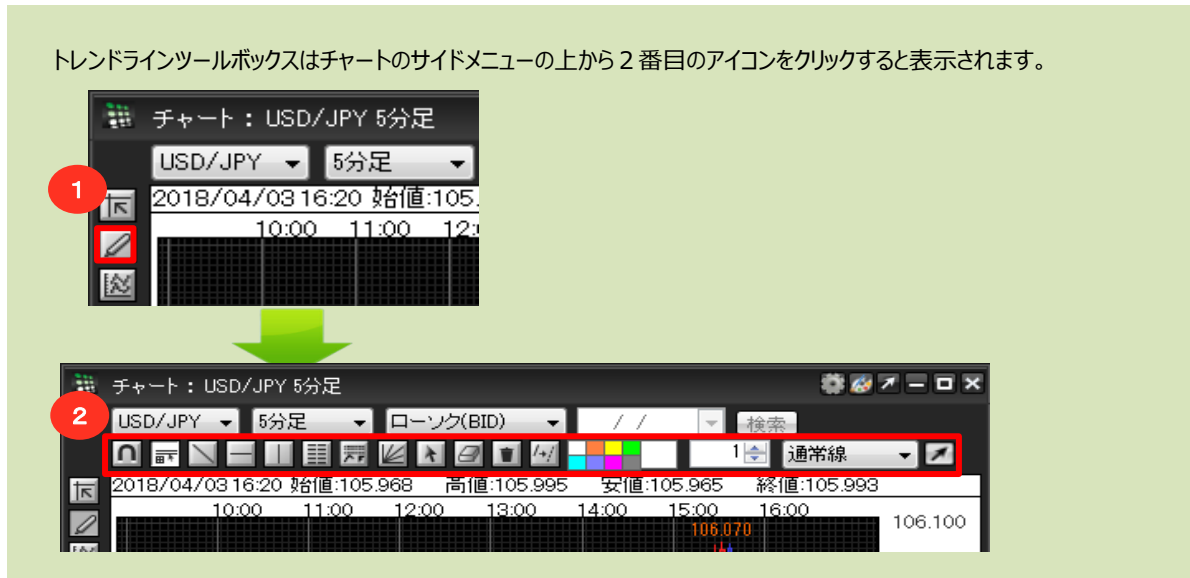 トレンドラインツールボックスはチャートのサイドメニューの上から２番目のアイコンをクリックすると表示されます。
チャート：USD/JPY 5分足
USD/JPY 5分足
1
2018/04/03 16:20 始値:105.
10:00 11:00 12:
チャート：USD/JPY 5分足
2
USD/JPY 5分足 ローソク(BID) / / 検索
1 通常線
2018/04/03 16:20 始値:105.968 高値:105.995 安値:105.965 終値:105.993
10:00 11:00 12:00 13:00 14:00 15:00 16:00
106.100
106.070